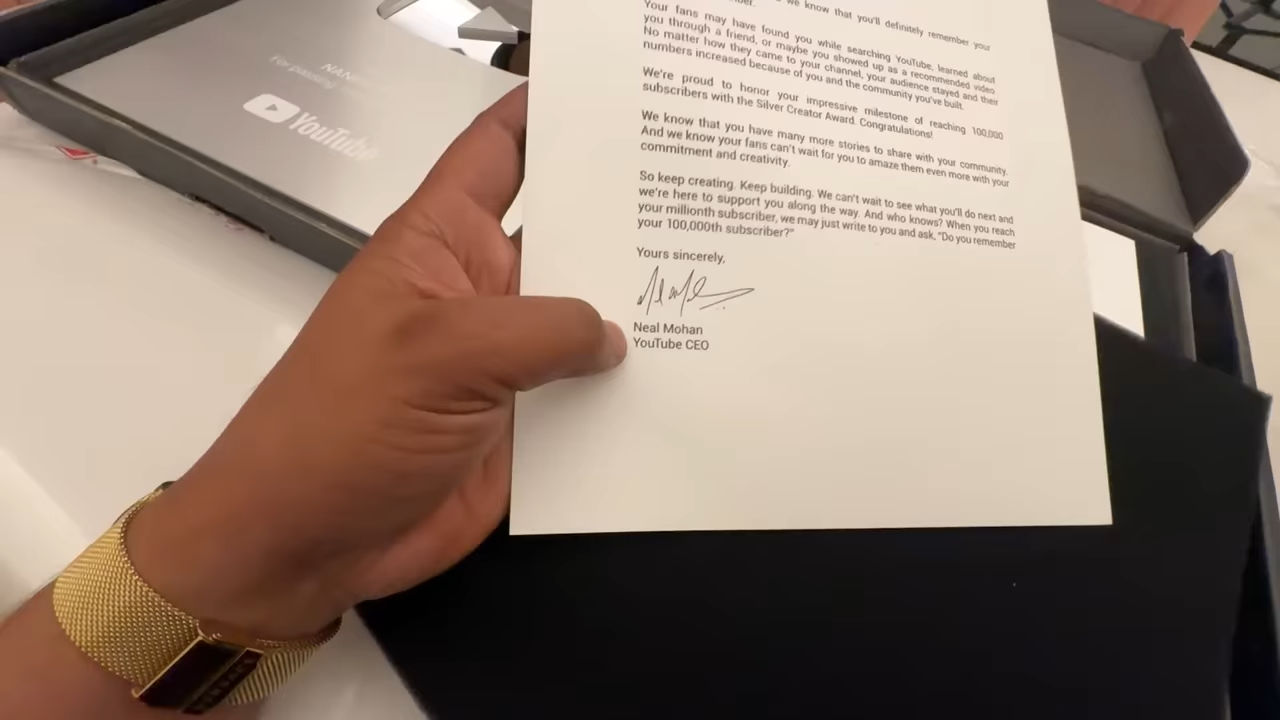 we know that you'll definitely remember your
Your fans may have found you while searching YouTube, learned about
you through a friend, or maybe you showed up as a recommended video.
No matter how they came to your channel, your audience stayed and their
numbers increased because of you and the community you've built.
We're proud to honor your impressive milestone of reaching 100,000
subscribers with the Silver Creator Award. Congratulations!
We know that you have many more stories to share with your community.
And we know your fans can't wait for you to amaze them even more with your
commitment and creativity.
So keep creating. Keep building. We can't wait to see what you'll do next and
we're here to support you along the way. And who knows? When you reach
your millionth subscriber, we may just write to you and ask, "Do you remember
your 100,000th subscriber?"
Yours sincerely,
Neal Mohan
YouTube CEO
For passing
YouTube